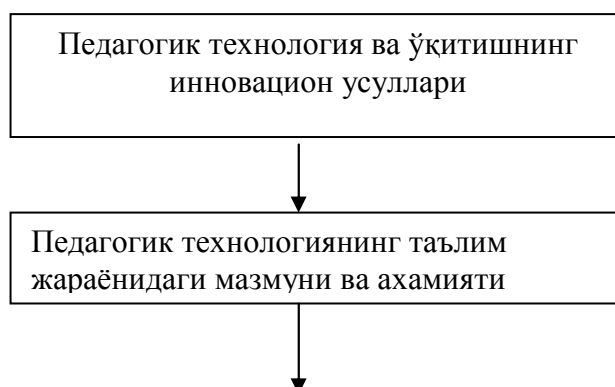 Педагогик технология ва ўқитишнинг
инновацион усуллари
Педагогик технологиянинг таълим
жараёнидаги мазмуни ва ахамияти